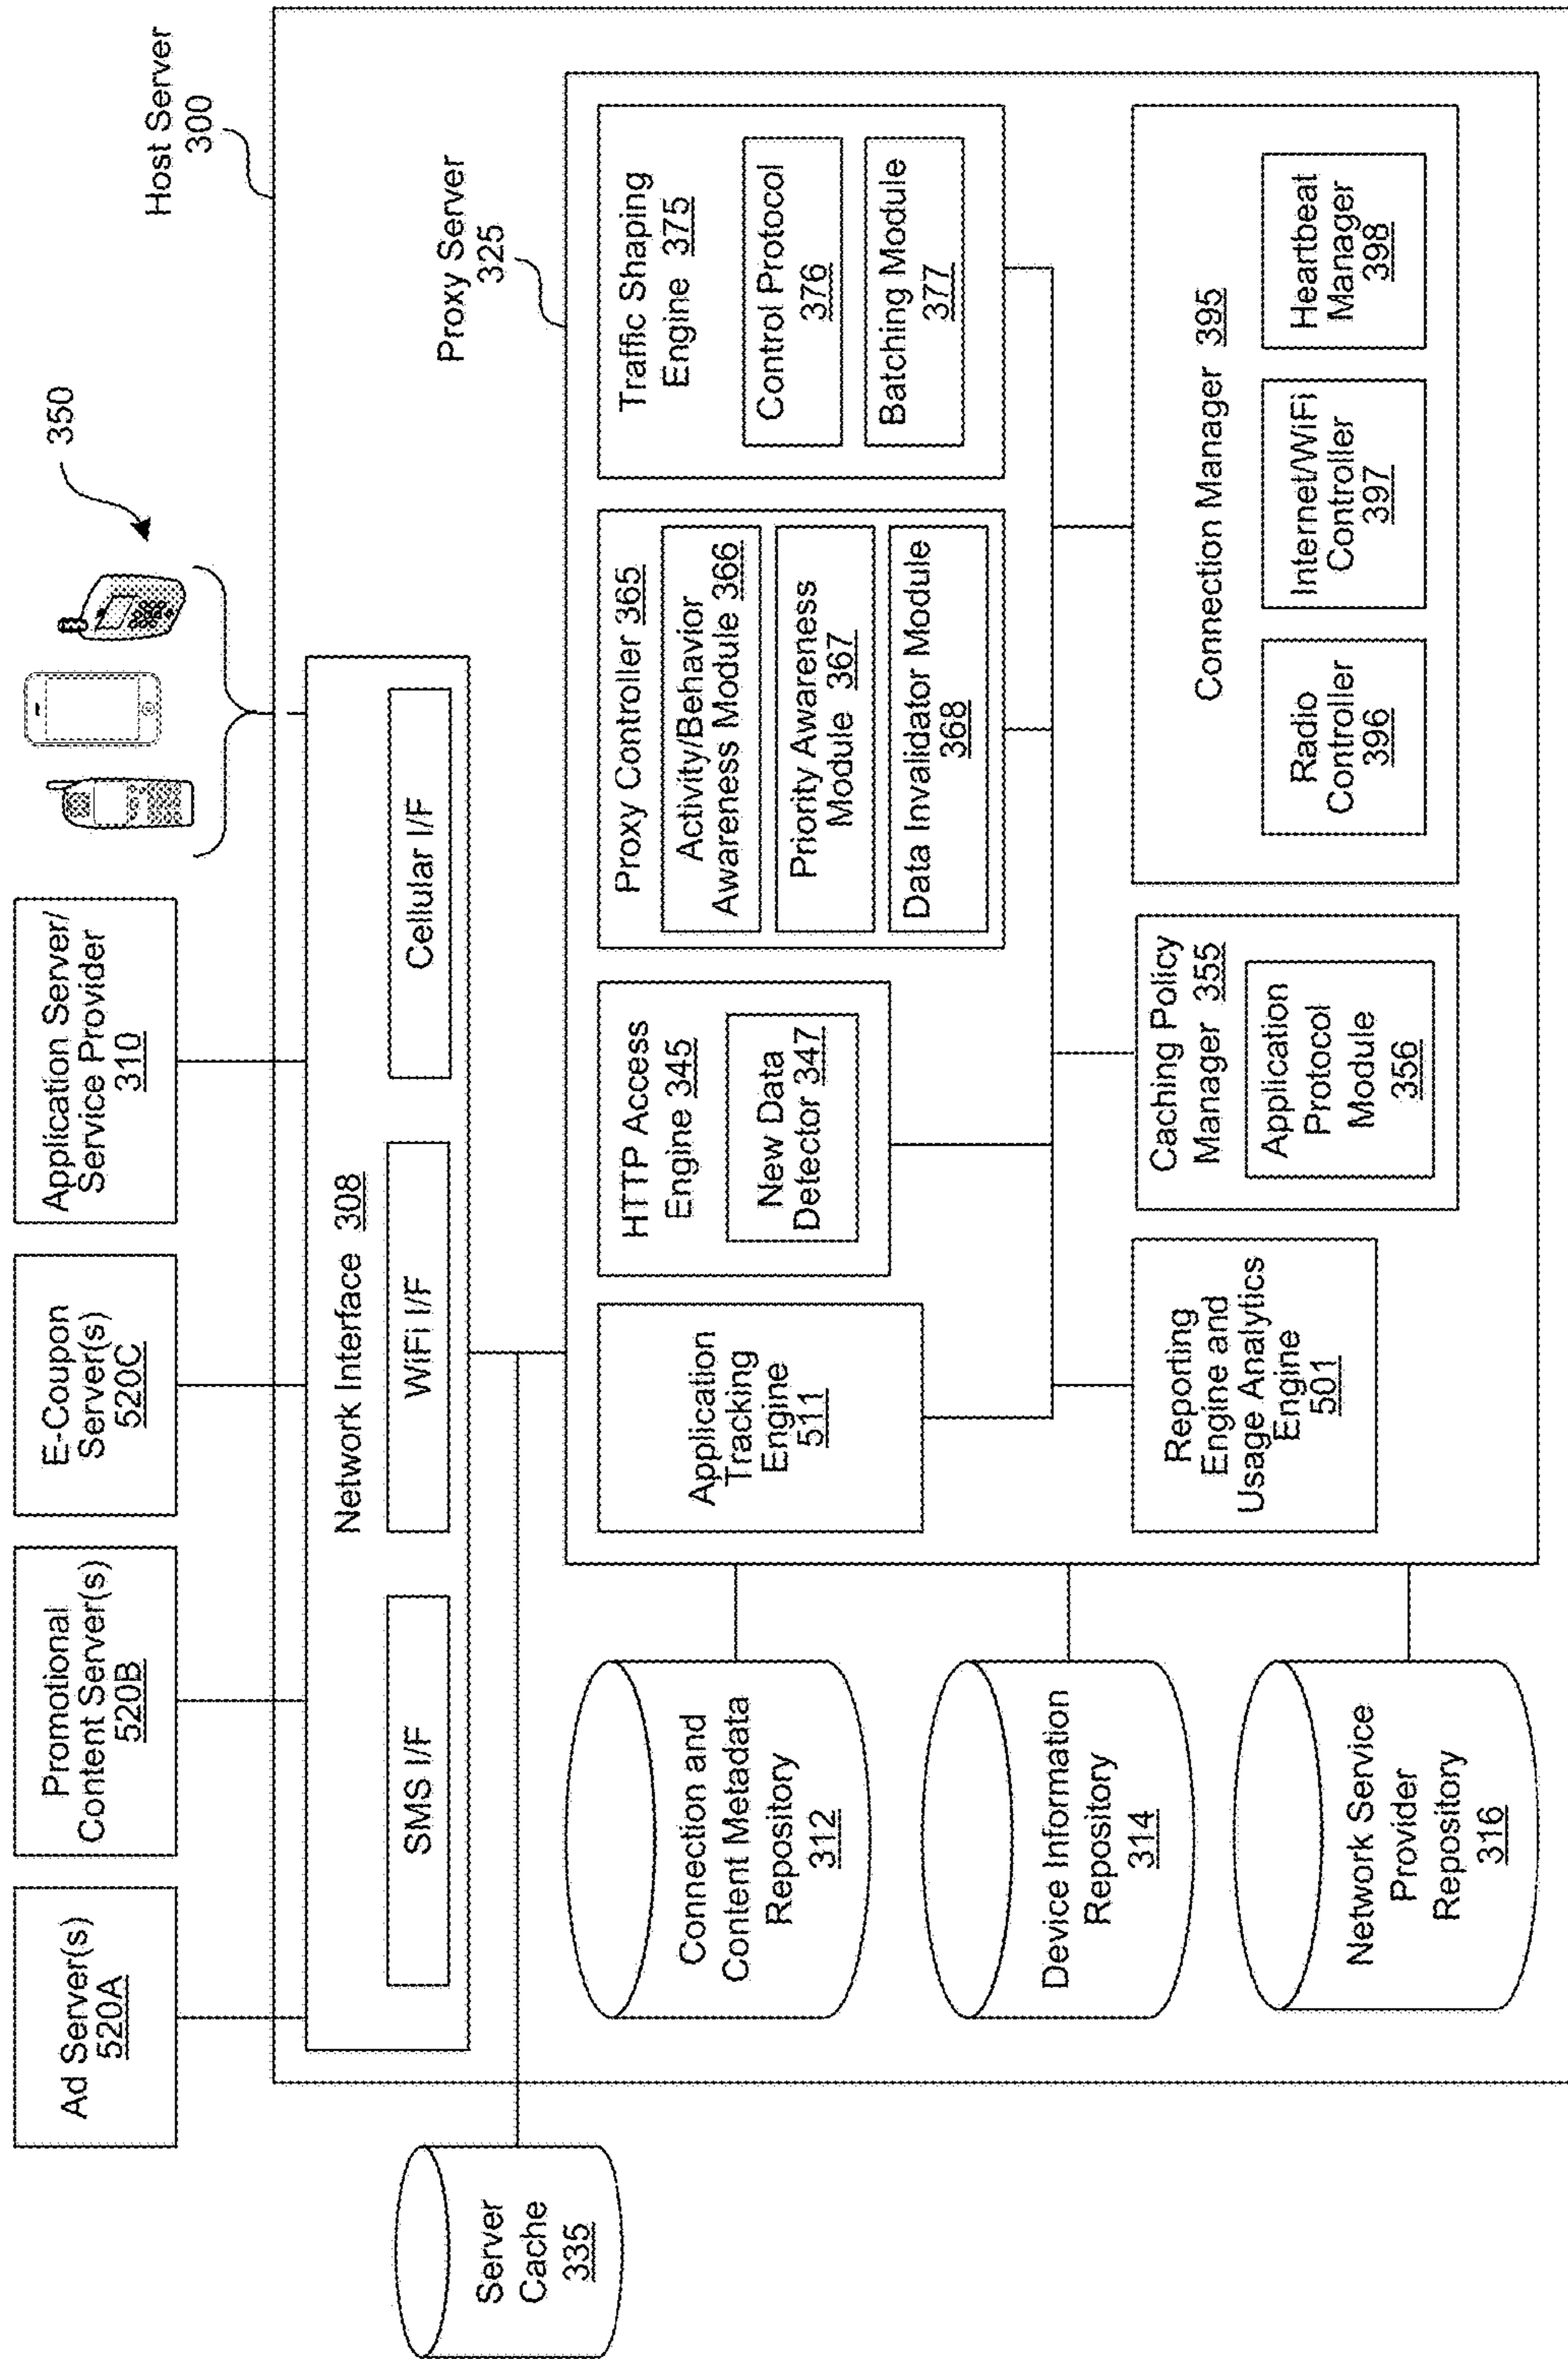 Ad Server(s)
520A
Promotional
Content Server(s)
520B
E-Coupon
Server(s)
520C
Application Server/
Service Provider
310
350
Host Server
300
Network Interface 308
SMS I/F
WiFi I/F
Cellular I/F
Server
Cache
335
Proxy Server
325
Connection and
Content Metadata
Repository
312
Device Information
Repository
314
Network Service
Provider
Repository
316
Application
Tracking
Engine
511
HTTP Access
Engine 345
New Data
Detector 347
Proxy Controller 365
Activity/Behavior
Awareness Module 366
Priority Awareness
Module 367
Data Invalidator Module
368
Traffic Shaping
Engine 375
Control Protocol
376
Batching Module
377
Reporting
Engine and
Usage Analytics
Engine
501
Caching Policy
Manager 355
Application
Protocol
Module
356
Connection Manager 395
Radio
Controller
396
Internet/WiFi
Controller
397
Heartbeat
Manager
398